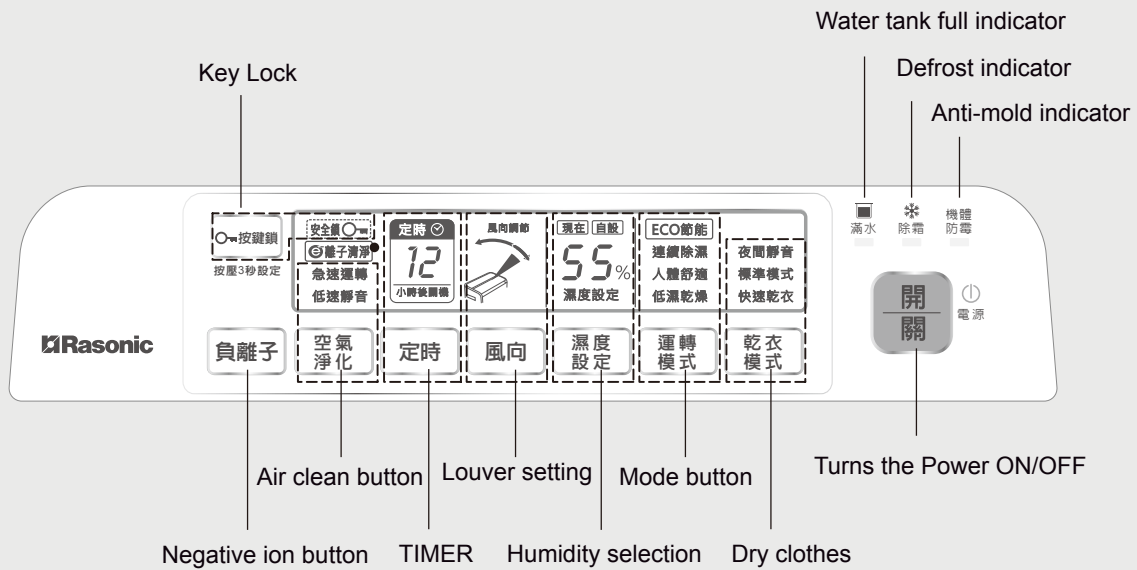 Water tank full indicator
Key Lock
Defrost indicator
Anti-mold indicator
按鍵鎖
按壓3秒設定
安全鎖
離子清淨
急速運轉
低速靜音
定時
12
小時後關機
風向調節
現在 自設
55%
濕度設定
ECO節能
連續除濕
人體舒適
低濕乾燥
夜間靜音
標準模式
快速乾衣
滿水
除霜
機體
防霉
開
關
電源
Rasonic
負離子
空氣
淨化
定時
風向
濕度
設定
運轉
模式
乾衣
模式
Air clean button
Louver setting
Mode button
Turns the Power ON/OFF
Negative ion button
TIMER
Humidity selection
Dry clothes